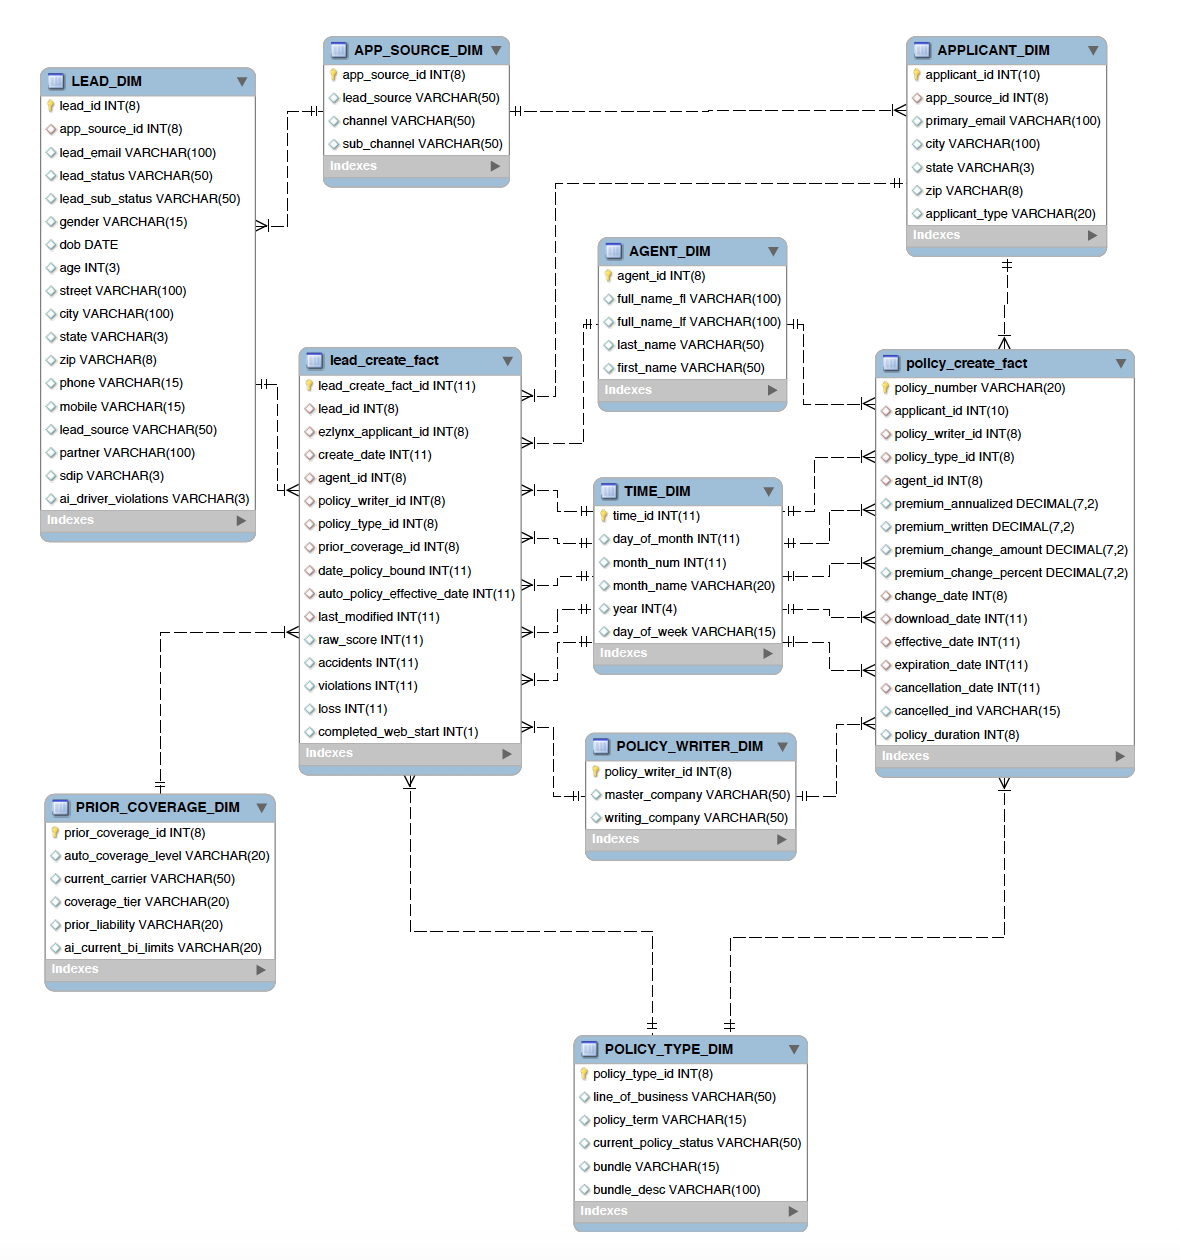 APP_SOURCE_DIM
app_source_id INT(8)
lead_source VARCHAR(50)
channel VARCHAR(50)
sub_channel VARCHAR(50)
Indexes
APPLICANT_DIM
applicant_id INT(10)
app_source_id INT(8)
primary_email VARCHAR(100)
city VARCHAR(100)
state VARCHAR(3)
zip VARCHAR(8)
applicant_type VARCHAR(20)
Indexes
LEAD_DIM
lead_id INT(8)
app_source_id INT(8)
lead_email VARCHAR(100)
lead_status VARCHAR(50)
lead_sub_status VARCHAR(50)
gender VARCHAR(15)
dob DATE
age INT(3)
street VARCHAR(100)
city VARCHAR(100)
state VARCHAR(3)
zip VARCHAR(8)
phone VARCHAR(15)
mobile VARCHAR(15)
lead_source VARCHAR(50)
partner VARCHAR(100)
sdip VARCHAR(3)
ai_driver_violations VARCHAR(3)
Indexes
AGENT_DIM
agent_id INT(8)
full_name_fl VARCHAR(100)
full_name_lf VARCHAR(100)
last_name VARCHAR(50)
first_name VARCHAR(50)
Indexes
lead_create_fact
lead_create_fact_id INT(11)
lead_id INT(8)
ezlynx_applicant_id INT(8)
create_date INT(11)
agent_id INT(8)
policy_writer_id INT(8)
policy_type_id INT(8)
prior_coverage_id INT(8)
date_policy_bound INT(11)
auto_policy_effective_date INT(11)
last_modified INT(11)
raw_score INT(11)
accidents INT(11)
violations INT(11)
loss INT(11)
completed_web_start INT(1)
Indexes
policy_create_fact
policy_number VARCHAR(20)
applicant_id INT(10)
policy_writer_id INT(8)
policy_type_id INT(8)
agent_id INT(8)
premium_annualized DECIMAL(7,2)
premium_written DECIMAL(7,2)
premium_change_amount DECIMAL(7,2)
premium_change_percent DECIMAL(7,2)
change_date INT(8)
download_date INT(11)
effective_date INT(11)
expiration_date INT(11)
cancellation_date INT(11)
cancelled_ind VARCHAR(15)
policy_duration INT(8)
Indexes
TIME_DIM
time_id INT(11)
day_of_month INT(11)
month_num INT(11)
month_name VARCHAR(20)
year INT(4)
day_of_week VARCHAR(15)
Indexes
POLICY_WRITER_DIM
policy_writer_id INT(8)
master_company VARCHAR(50)
writing_company VARCHAR(50)
Indexes
PRIOR_COVERAGE_DIM
prior_coverage_id INT(8)
auto_coverage_level VARCHAR(20)
current_carrier VARCHAR(50)
coverage_tier VARCHAR(20)
prior_liability VARCHAR(20)
ai_current_bi_limits VARCHAR(20)
Indexes
POLICY_TYPE_DIM
policy_type_id INT(8)
line_of_business VARCHAR(50)
policy_term VARCHAR(15)
current_policy_status VARCHAR(50)
bundle VARCHAR(15)
bundle_desc VARCHAR(100)
Indexes